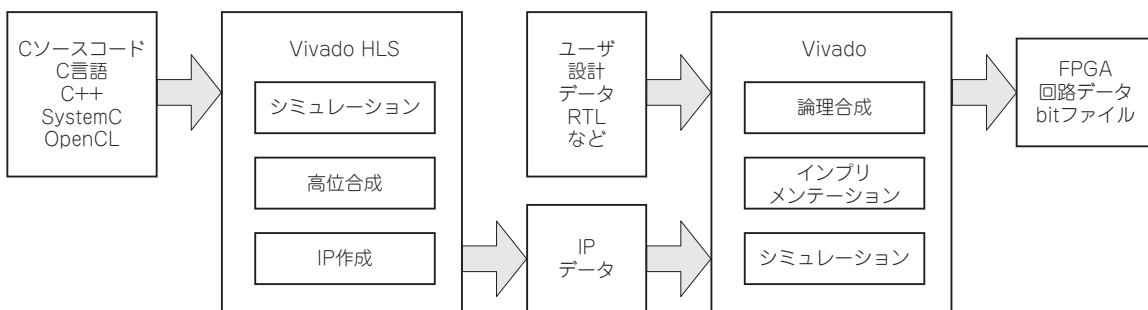 Cソースコード
C言語
C++
SystemC
OpenCL
Vivado HLS
シミュレーション
高位合成
IP作成
ユーザ
設計
データ
RTL
など
IP
データ
Vivado
論理合成
インプリ
メンテーション
シミュレーション
FPGA
回路データ
bitファイル